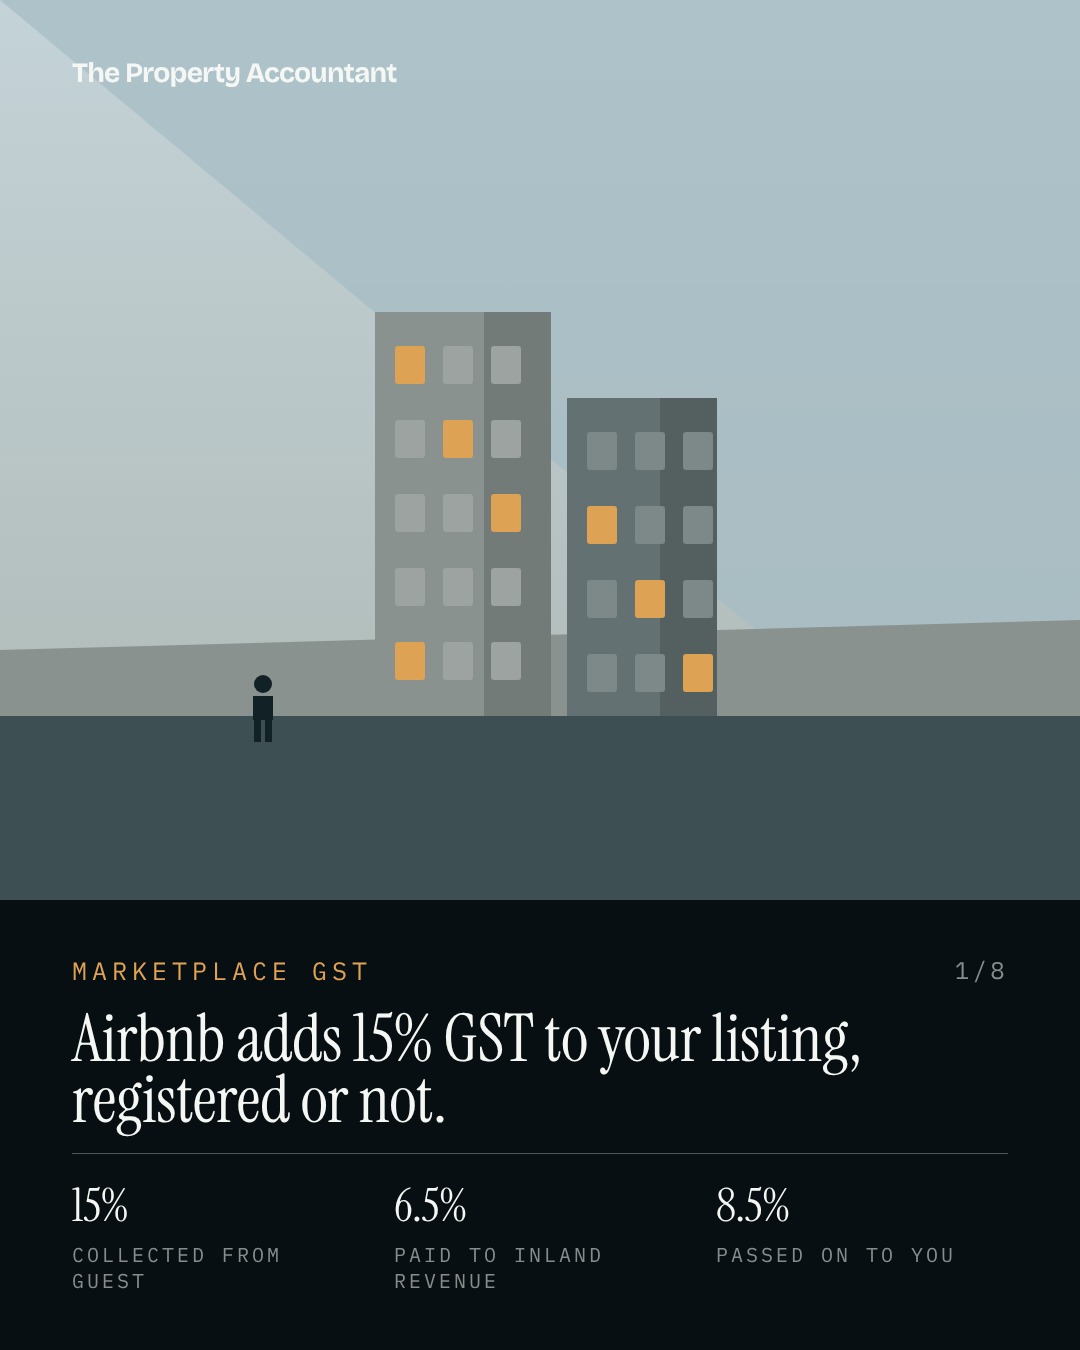 The Property Accountant
MARKETPLACE GST
1/8
Airbnb adds 15% GST to your listing,
registered or not.
15%
COLLECTED FROM
GUEST
6.5%
PAID TO INLAND
REVENUE
8.5%
PASSED ON TO YOU